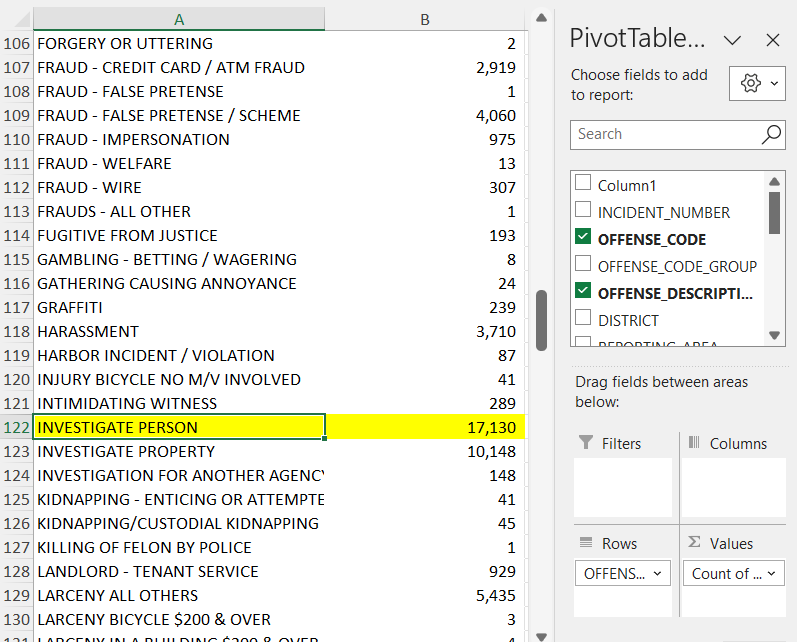 A B
106 FORGERY OR UTTERING 2
107 FRAUD - CREDIT CARD / ATM FRAUD 2,919
108 FRAUD - FALSE PRETENSE 1
109 FRAUD - FALSE PRETENSE / SCHEME 4,060
110 FRAUD - IMPERSONATION 975
111 FRAUD - WELFARE 13
112 FRAUD - WIRE 307
113 FRAUDS - ALL OTHER 1
114 FUGITIVE FROM JUSTICE 193
115 GAMBLING - BETTING / WAGERING 8
116 GATHERING CAUSING ANNOYANCE 24
117 GRAFFITI 239
118 HARASSMENT 3,710
119 HARBOR INCIDENT / VIOLATION 87
120 INJURY BICYCLE NO M/V INVOLVED 41
121 INTIMIDATING WITNESS 289
122 INVESTIGATE PERSON 17,130
123 INVESTIGATE PROPERTY 10,148
124 INVESTIGATION FOR ANOTHER AGENCY 148
125 KIDNAPPING - ENTICING OR ATTEMPTE 41
126 KIDNAPPING/CUSTODIAL KIDNAPPING 45
127 KILLING OF FELON BY POLICE 1
128 LANDLORD - TENANT SERVICE 929
129 LARCENY ALL OTHERS 5,435
130 LARCENY BICYCLE $200 & OVER 3
131 LARCENY IN A BUILDING $200 & OVER 4
PivotTable...
Choose fields to add
to report:
Search
Column1
INCIDENT_NUMBER
OFFENSE_CODE
OFFENSE_CODE_GROUP
OFFENSE_DESCRIPTI...
DISTRICT
REPORTING_AREA
Drag fields between areas
below:
Filters
Columns
Rows
Σ Values
OFFENS...
Count of ...